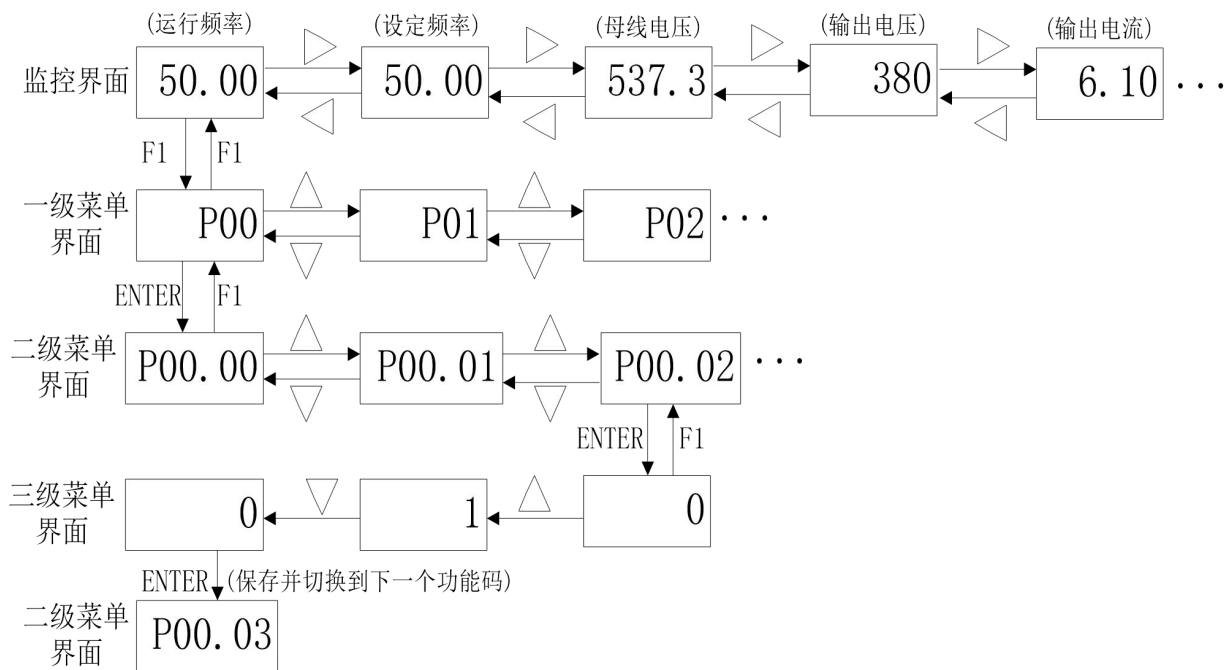 (运行频率) (设定频率) (母线电压) (输出电压) (输出电流)
监控界面 50.00 50.00 537.3 380 6.10 ···
F1 F1
一级菜单
界面
P00 P01 P02 ···
ENTER F1
二级菜单
界面
P00.00 P00.01 P00.02 ···
ENTER F1
三级菜单
界面
0 1 0
ENTER (保存并切换到下一个功能码)
二级菜单
界面
P00.03